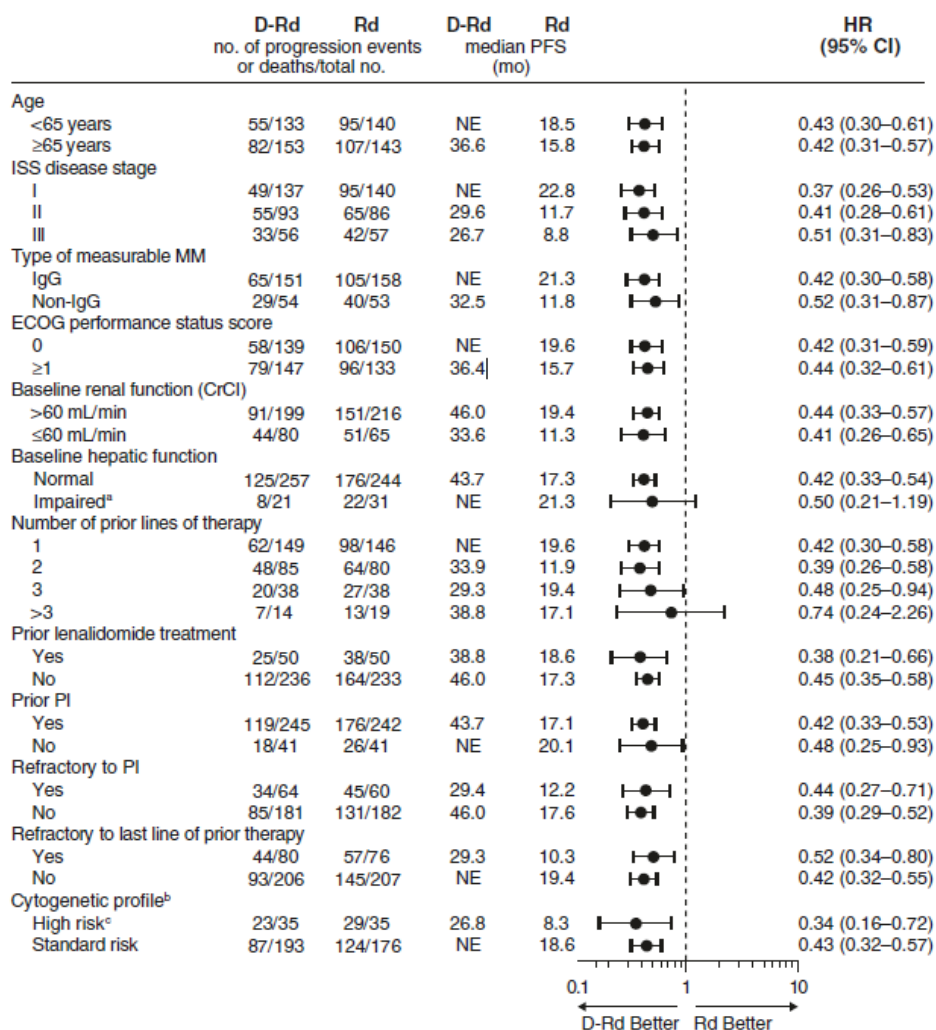 D-Rd Rd D-Rd Rd HR
no. of progression events median PFS (95% CI)
or deaths/total no. (mo)
Age
<65 years 55/133 95/140 NE 18.5 0.43 (0.30–0.61)
≥65 years 82/153 107/143 36.6 15.8 0.42 (0.31–0.57)
ISS disease stage
I 49/137 95/140 NE 22.8 0.37 (0.26–0.53)
II 55/93 65/86 29.6 11.7 0.41 (0.28–0.61)
III 33/56 42/57 26.7 8.8 0.51 (0.31–0.83)
Type of measurable MM
IgG 65/151 105/158 NE 21.3 0.42 (0.30–0.58)
Non-IgG 29/54 40/53 32.5 11.8 0.52 (0.31–0.87)
ECOG performance status score
0 58/139 106/150 NE 19.6 0.42 (0.31–0.59)
≥1 79/147 96/133 36.4 15.7 0.44 (0.32–0.61)
Baseline renal function (CrCl)
>60 mL/min 91/199 151/216 46.0 19.4 0.44 (0.33–0.57)
≤60 mL/min 44/80 51/65 33.6 11.3 0.41 (0.26–0.65)
Baseline hepatic function
Normal 125/257 176/244 43.7 17.3 0.42 (0.33–0.54)
Impairedᵃ 8/21 22/31 NE 21.3 0.50 (0.21–1.19)
Number of prior lines of therapy
1 62/149 98/146 NE 19.6 0.42 (0.30–0.58)
2 48/85 64/80 33.9 11.9 0.39 (0.26–0.58)
3 20/38 27/38 29.3 19.4 0.48 (0.25–0.94)
>3 7/14 13/19 38.8 17.1 0.74 (0.24–2.26)
Prior lenalidomide treatment
Yes 25/50 38/50 38.8 18.6 0.38 (0.21–0.66)
No 112/236 164/233 46.0 17.3 0.45 (0.35–0.58)
Prior PI
Yes 119/245 176/242 43.7 17.1 0.42 (0.33–0.53)
No 18/41 26/41 NE 20.1 0.48 (0.25–0.93)
Refractory to PI
Yes 34/64 45/60 29.4 12.2 0.44 (0.27–0.71)
No 85/181 131/182 46.0 17.6 0.39 (0.29–0.52)
Refractory to last line of prior therapy
Yes 44/80 57/76 29.3 10.3 0.52 (0.34–0.80)
No 93/206 145/207 NE 19.4 0.42 (0.32–0.55)
Cytogenetic profileᵇ
High riskᶜ 23/35 29/35 26.8 8.3 0.34 (0.16–0.72)
Standard risk 87/193 124/176 NE 18.6 0.43 (0.32–0.57)
0.1 1 10
D-Rd Better Rd Better